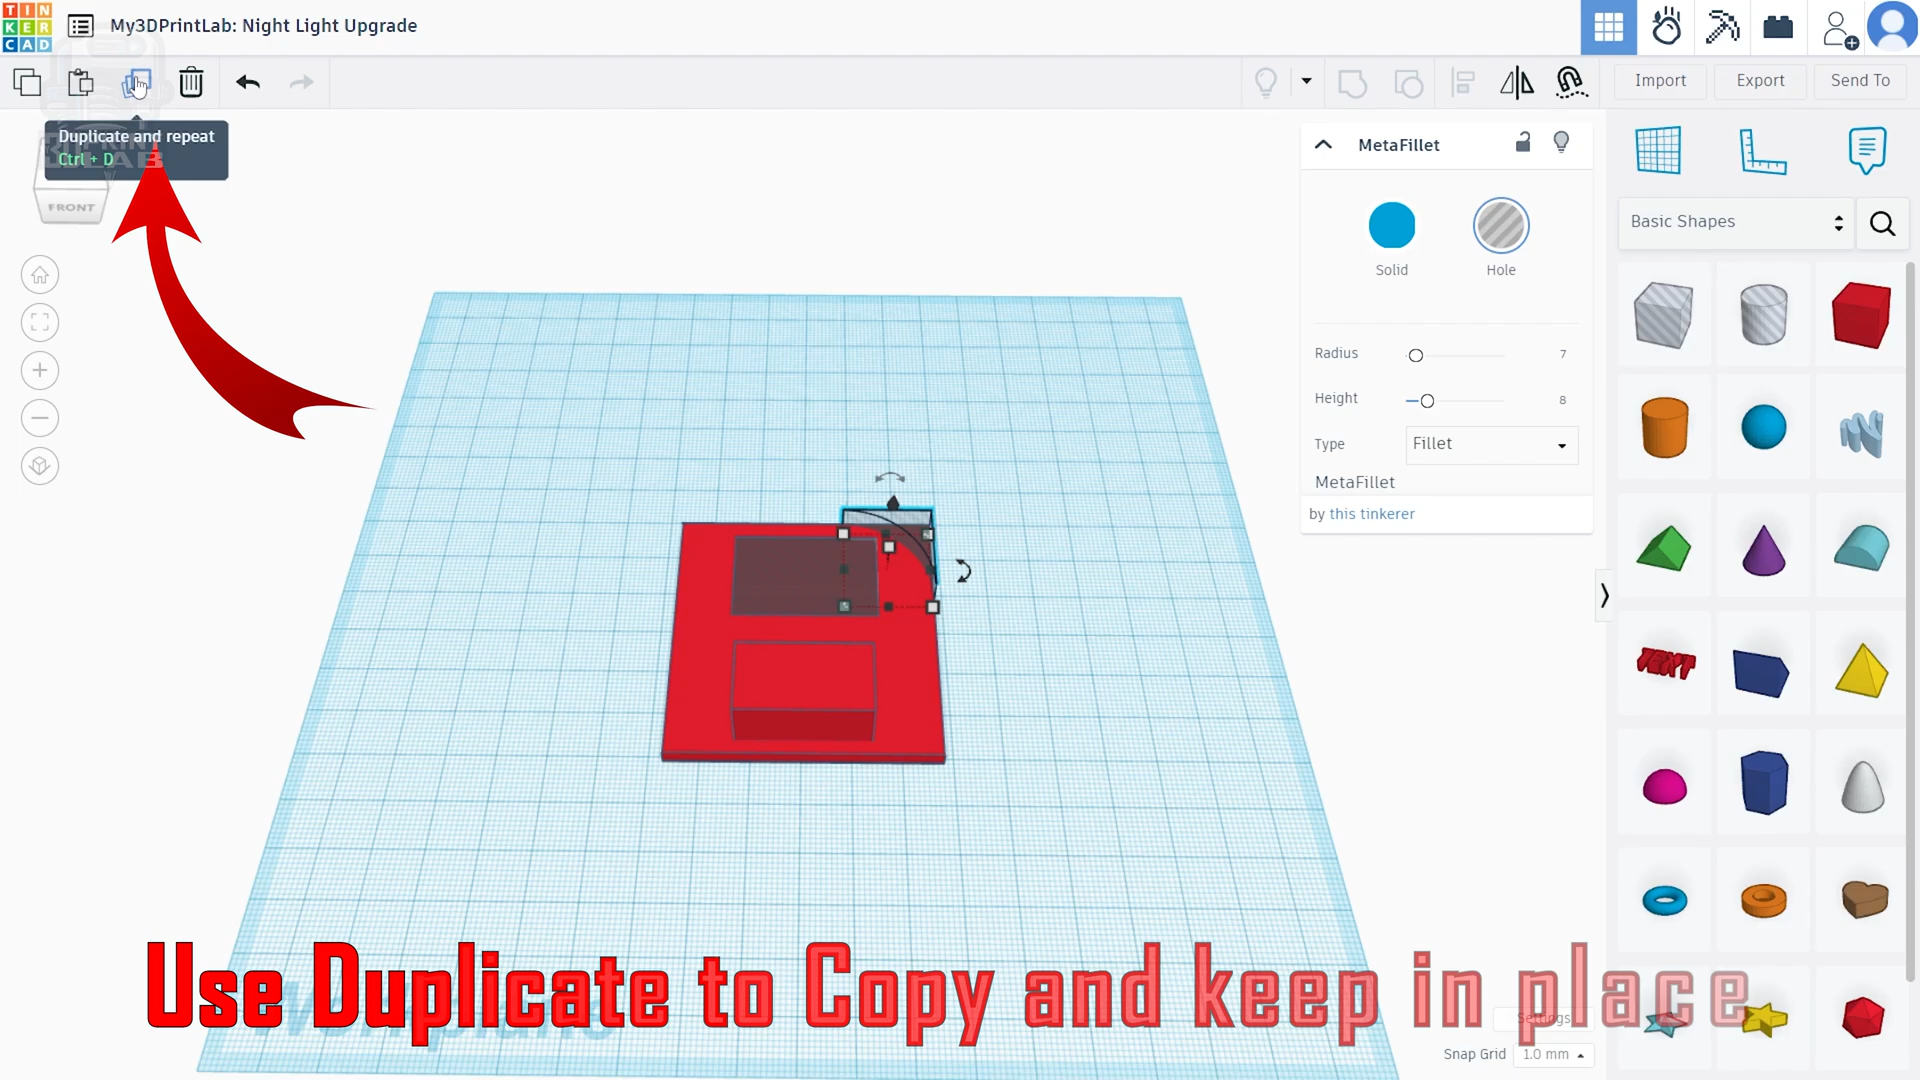 TIN
KER
CAD
My3DPrintLab: Night Light Upgrade
Import
Export
Send To
Duplicate and repeat
Ctrl + D
FRONT
MetaFillet
Solid
Hole
Radius
7
Height
8
Type
Fillet
MetaFillet
by this tinkerer
Basic Shapes
TEXT
Use Duplicate to Copy and keep in place
Settings
Snap Grid
1.0 mm